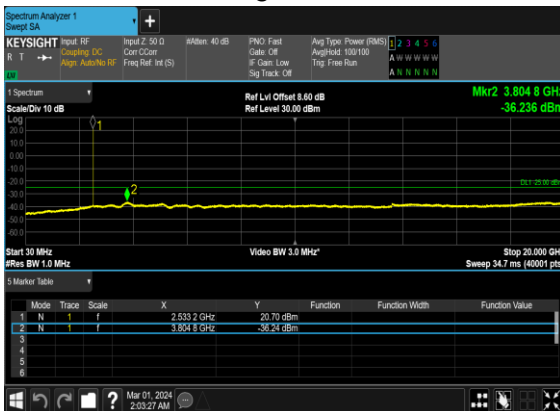 Spectrum Analyzer 1
Swept SA
+
KEYSIGHT Input: RF Input Z: 50 Ω #Atten: 40 dB PNO: Fast Avg Type: Power (RMS) 1 2 3 4 5 6
R T Coupling: DC Corr CCorr Gate: Off Avg|Hold: 100/100 A W W W W W
Align: Auto/No RF Freq Ref: Int (S) IF Gain: Low Trig: Free Run
LV Sig Track: Off A N N N N N
1 Spectrum Ref Lvl Offset 8.60 dB Mkr2 3.804 8 GHz
Scale/Div 10 dB Ref Level 30.00 dBm -36.236 dBm
Log
20.0
10.0
0.00
-10.0
-20.0
-30.0
-40.0
-50.0
-60.0
1
2
DL1 -25.00 dBm
Start 30 MHz Video BW 3.0 MHz* Stop 20.000 GH
#Res BW 1.0 MHz Sweep 34.7 ms (40001 pts
5 Marker Table
Mode Trace Scale X Y Function Function Width Function Value
1 N 1 f 2.533 2 GHz 20.70 dBm
2 N 1 f 3.804 8 GHz -36.24 dBm
3
4
5
6
? Mar 01, 2024
2:03:27 AM